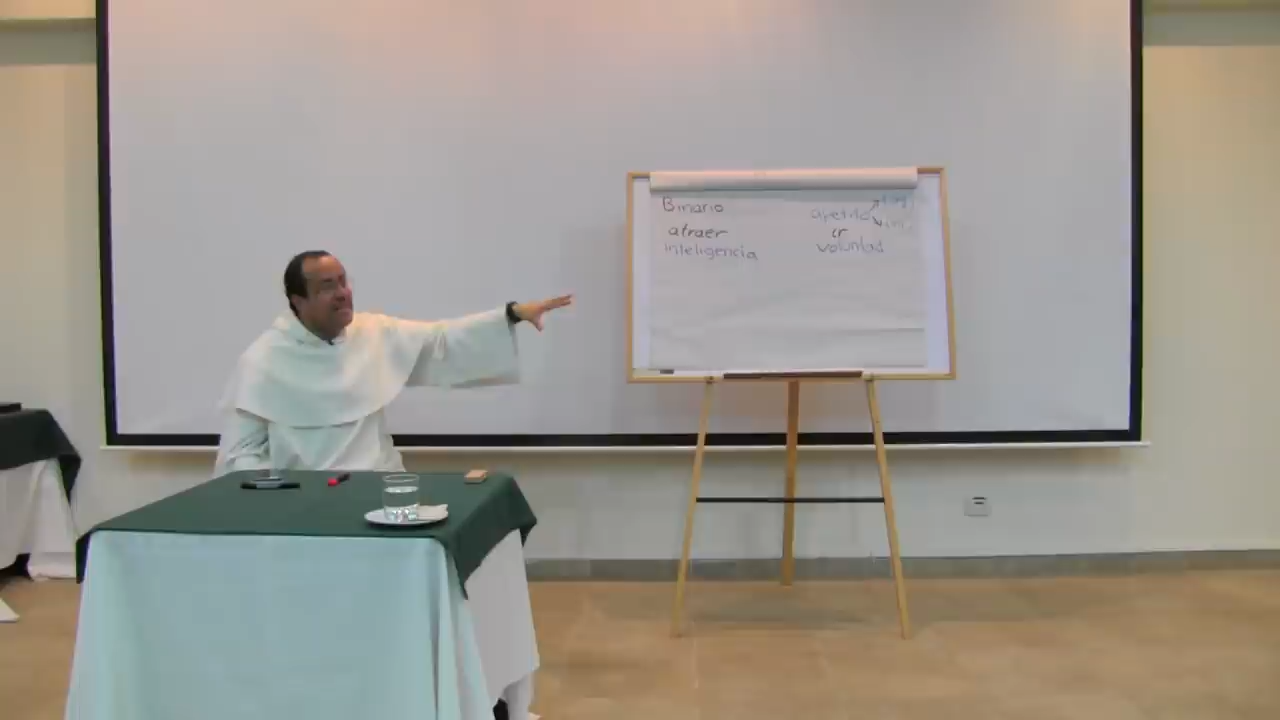 Binario
apetito
atraer
ir
inteligencia
voluntad